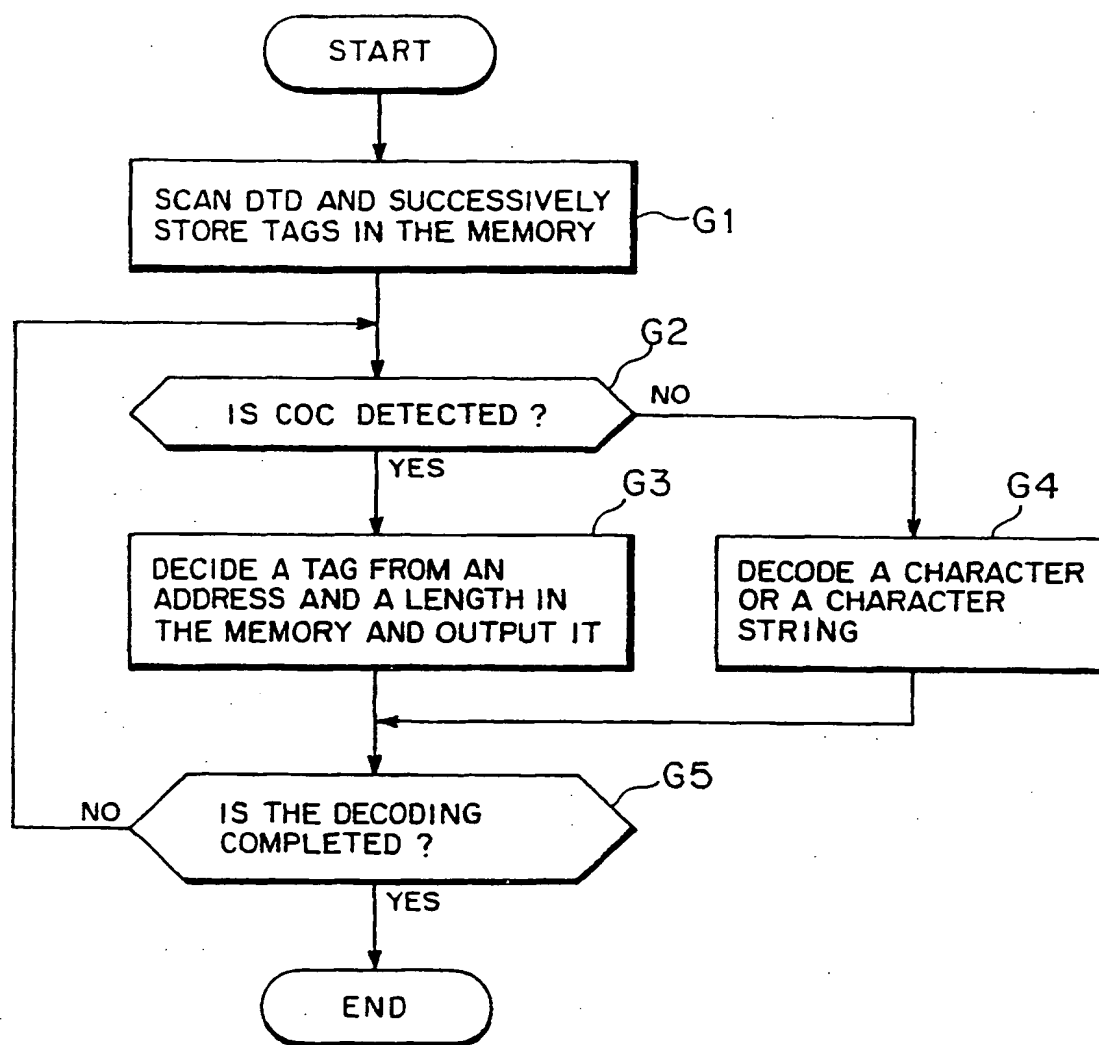 START
SCAN DTD AND SUCCESSIVELY
STORE TAGS IN THE MEMORY
G1
G2
IS COC DETECTED ?
NO
YES
G3
DECIDE A TAG FROM AN
ADDRESS AND A LENGTH IN
THE MEMORY AND OUTPUT IT
G4
DECODE A CHARACTER
OR A CHARACTER
STRING
G5
IS THE DECODING
COMPLETED ?
NO
YES
END